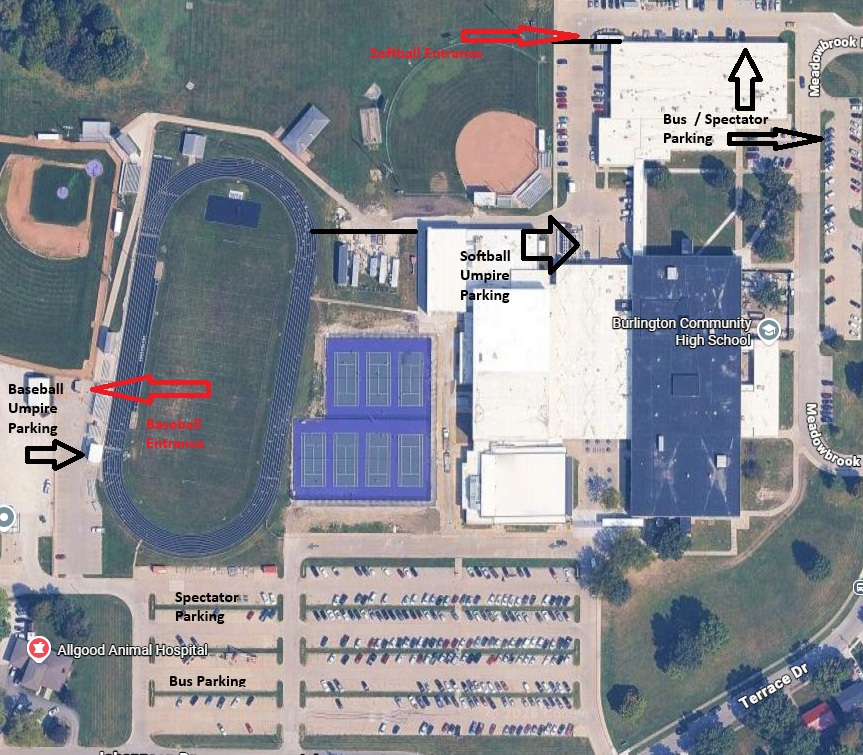 Softball Entrance
Meadowbrook
Bus / Spectator
Parking
Softball
Umpire
Parking
Burlington Community
High School
Baseball
Umpire
Parking
Baseball
Entrance
Meadowbrook
Spectator
Parking
Allgood Animal Hospital
Bus Parking
Terrace Dr